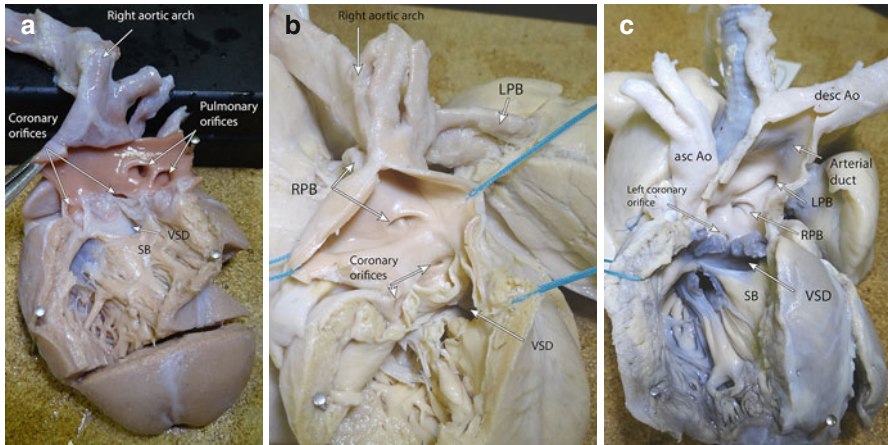 a
Right aortic arch
Coronary
orifices
Pulmonary
orifices
VSD
SB
b
Right aortic arch
LPB
RPB
Coronary
orifices
VSD
c
desc Ao
asc Ao
Arterial
duct
Left coronary
orifice
LPB
RPB
SB
VSD